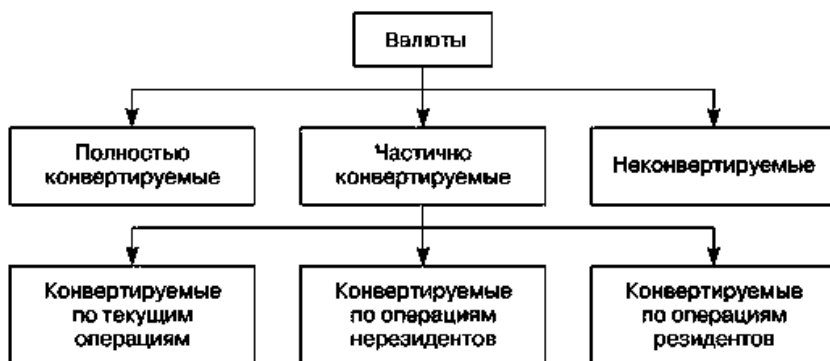 Валюты
Полностью
конвертируемые
Частично
конвертируемые
Неконвертируемые
Конвертируемые
по текущим
операциям
Конвертируемые
по операциям
нерезидентов
Конвертируемые
по операциям
резидентов